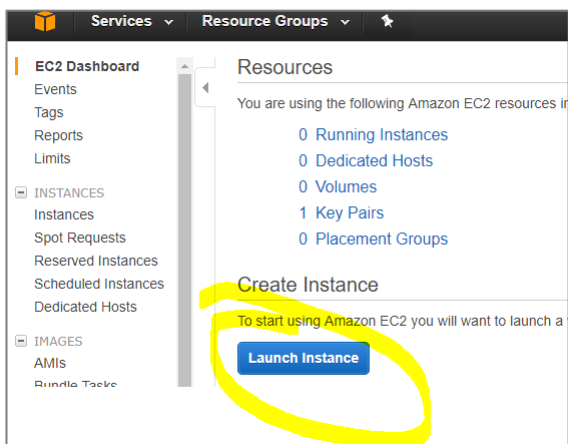 Services Resource Groups
EC2 Dashboard
Events
Tags
Reports
Limits
INSTANCES
Instances
Spot Requests
Reserved Instances
Scheduled Instances
Dedicated Hosts
IMAGES
AMIs
Bundle Tasks
Resources
You are using the following Amazon EC2 resources
0 Running Instances
0 Dedicated Hosts
0 Volumes
1 Key Pairs
0 Placement Groups
Create Instance
To start using Amazon EC2 you will want to launch a
Launch Instance